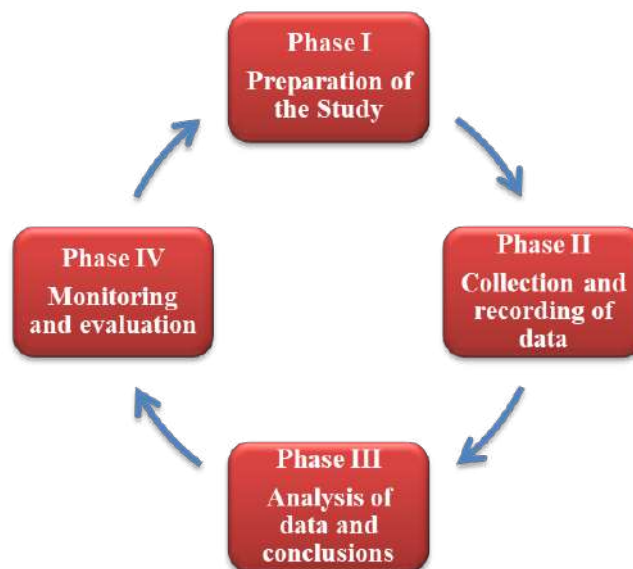 Phase I
Preparation of
the Study
Phase II
Collection and
recording of
data
Phase III
Analysis of
data and
conclusions
Phase IV
Monitoring
and evaluation